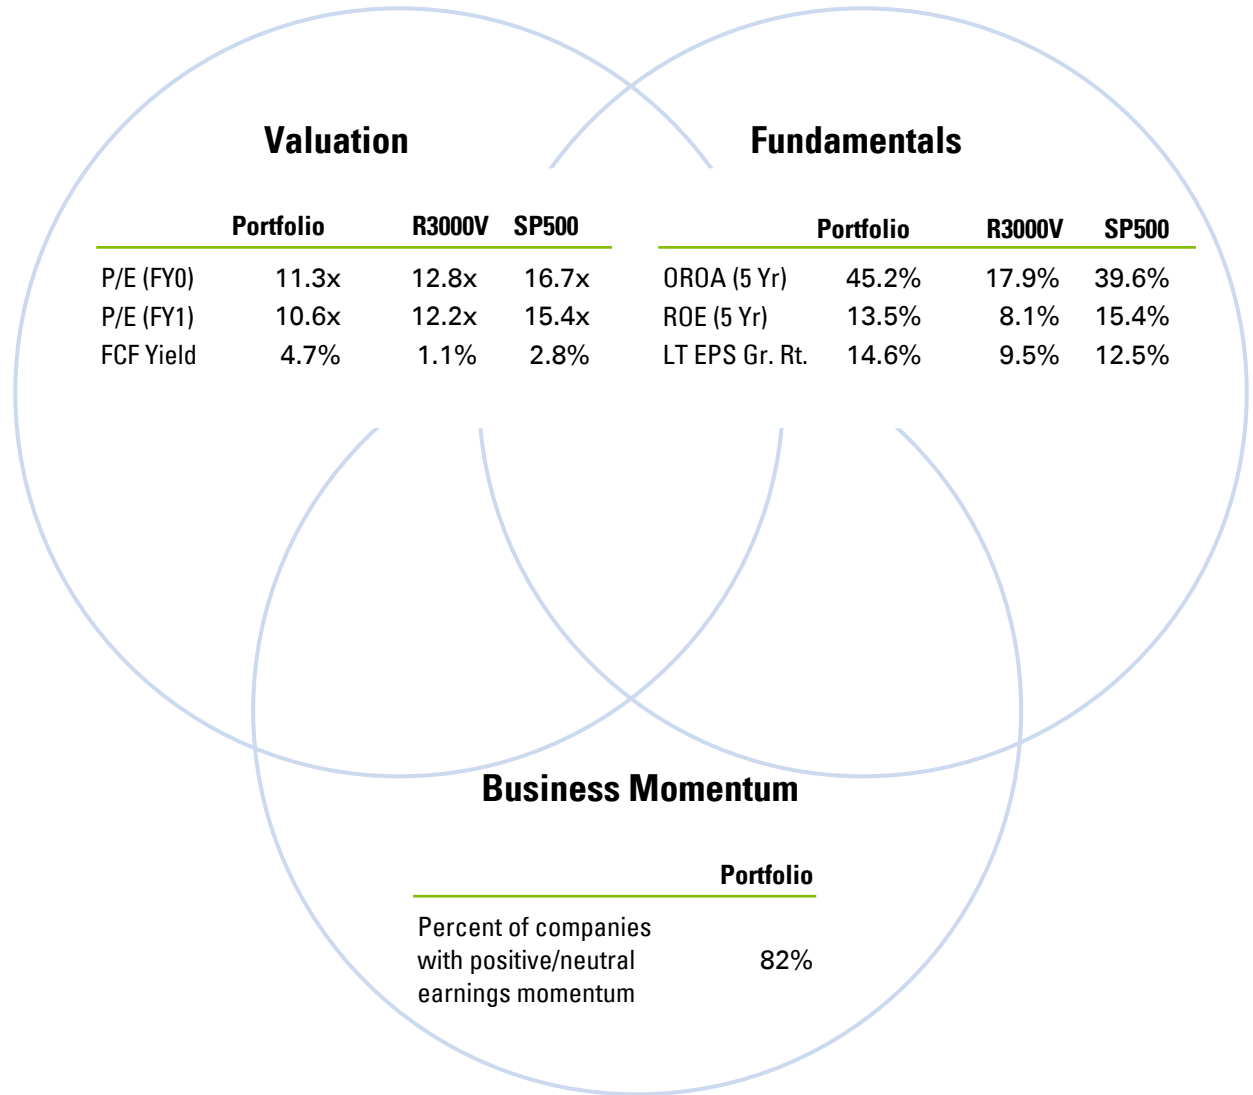 Valuation
Portfolio R3000V SP500
P/E (FY0) 11.3x 12.8x 16.7x
P/E (FY1) 10.6x 12.2x 15.4x
FCF Yield 4.7% 1.1% 2.8%
Fundamentals
Portfolio R3000V SP500
OROA (5 Yr) 45.2% 17.9% 39.6%
ROE (5 Yr) 13.5% 8.1% 15.4%
LT EPS Gr. Rt. 14.6% 9.5% 12.5%
Business Momentum
Portfolio
Percent of companies
with positive/neutral 82%
earnings momentum